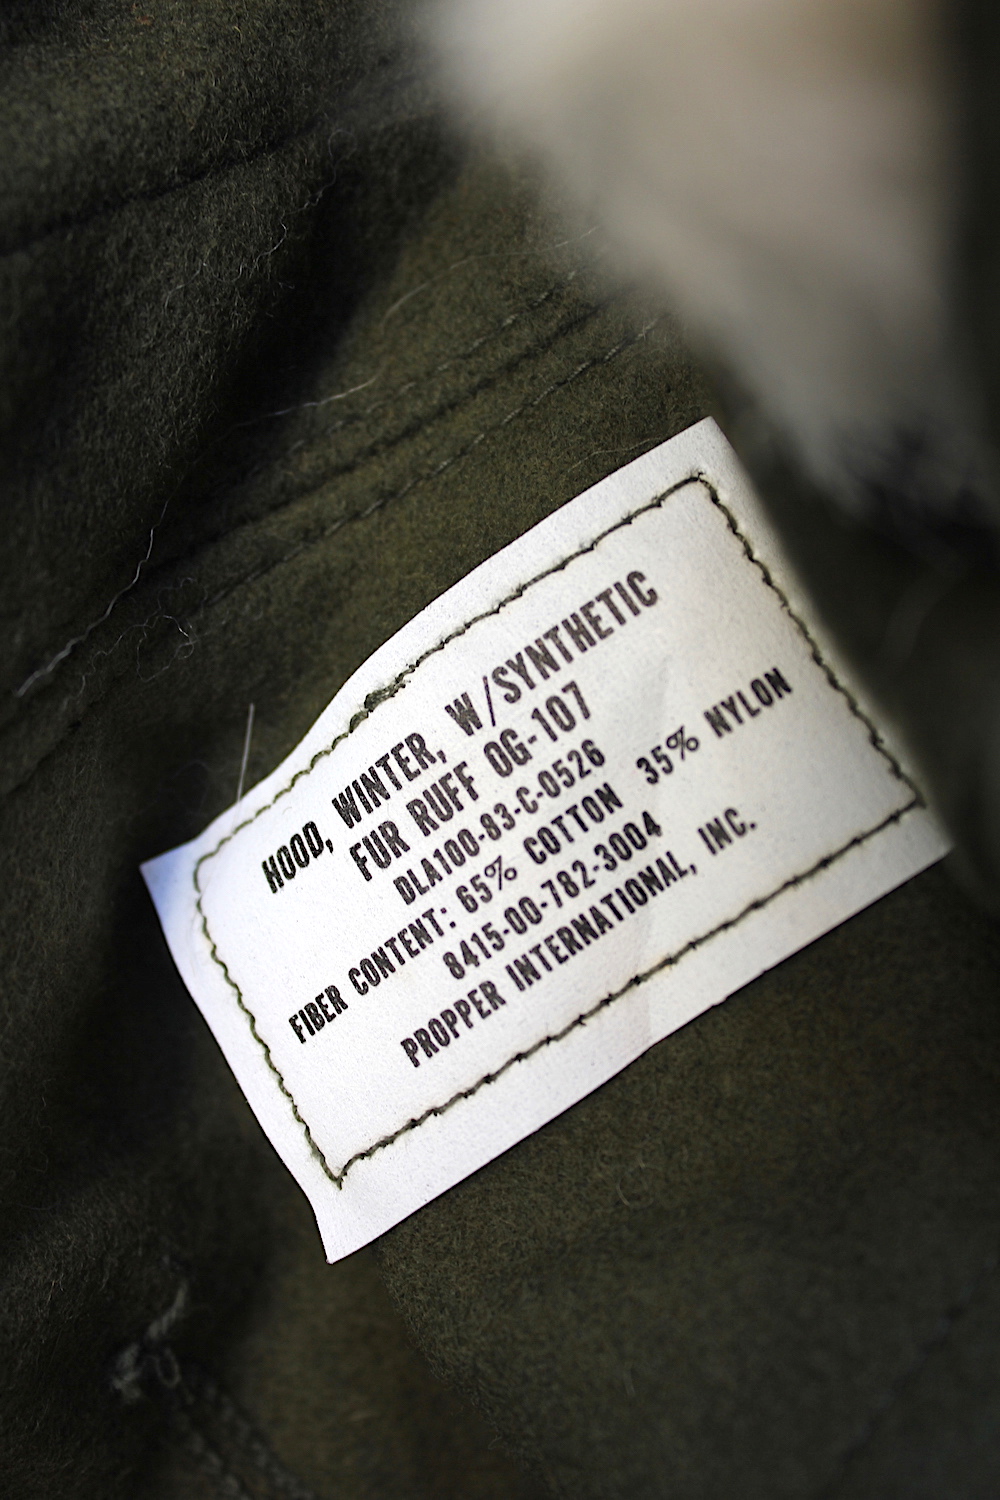 HOOD, WINTER, W/SYNTHETIC
FUR RUFF OG-107
DLA100-83-C-0526
FIBER CONTENT: 65% COTTON 35% NYLON
8415-00-782-3004
PROPPER INTERNATIONAL, INC.